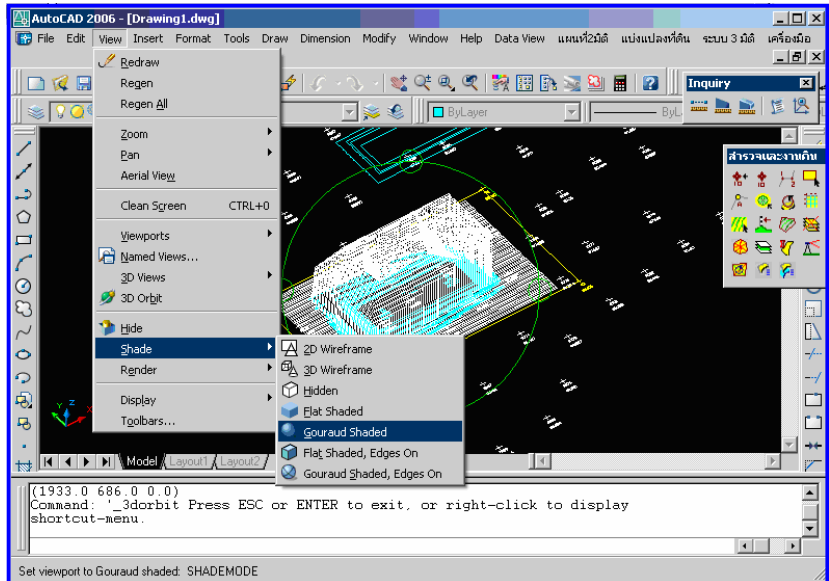 AutoCAD 2006 - [Drawing1.dwg]
File Edit View Insert Format Tools Draw Dimension Modify Window Help Data View แผนที่2มิติ แบ่งแปลงที่ดิน ระบบ 3 มิติ เครื่องมือ
Redraw
Regen
Regen All
Zoom
Pan
Aerial View
Clean Screen CTRL+0
Viewports
Named Views...
3D Views
3D Orbit
Hide
Shade
Render
Display
Toolbars...
2D Wireframe
3D Wireframe
Hidden
Flat Shaded
Gouraud Shaded
Flat Shaded, Edges On
Gouraud Shaded, Edges On
Inquiry
ByLayer
ByL
สำรวจและงานดิน
Y Z X
Model Layout1 Layout2
(1933.0 686.0 0.0)
Command: '_3dorbit Press ESC or ENTER to exit, or right-click to display
shortcut-menu.
Set viewport to Gouraud shaded: SHADEMODE